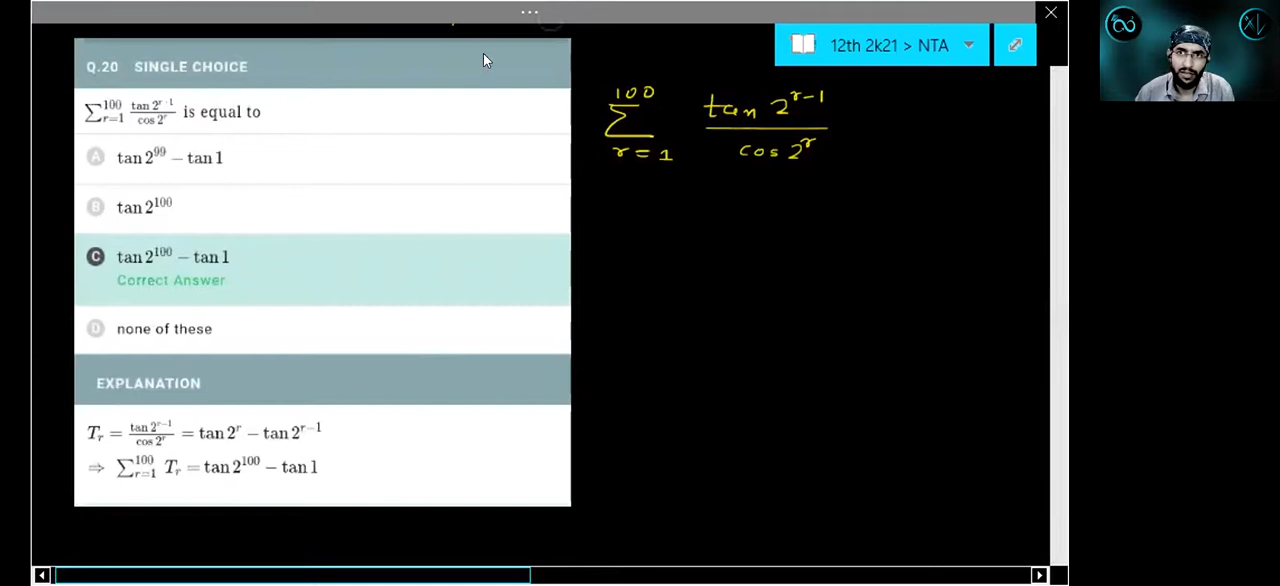 ...
12th 2k21 > NTA
Q.20 SINGLE CHOICE
∑_{r=1}^{100} \frac{tan 2^{r-1}}{cos 2^r} is equal to
A tan 2^{99} − tan 1
B tan 2^{100}
C tan 2^{100} − tan 1
Correct Answer
D none of these
EXPLANATION
T_r = \frac{tan 2^{r-1}}{cos 2^r} = tan 2^r − tan 2^{r-1}
⇒ ∑_{r=1}^{100} T_r = tan 2^{100} − tan 1
∑_{r=1}^{100} \frac{tan 2^{r-1}}{cos 2^r}